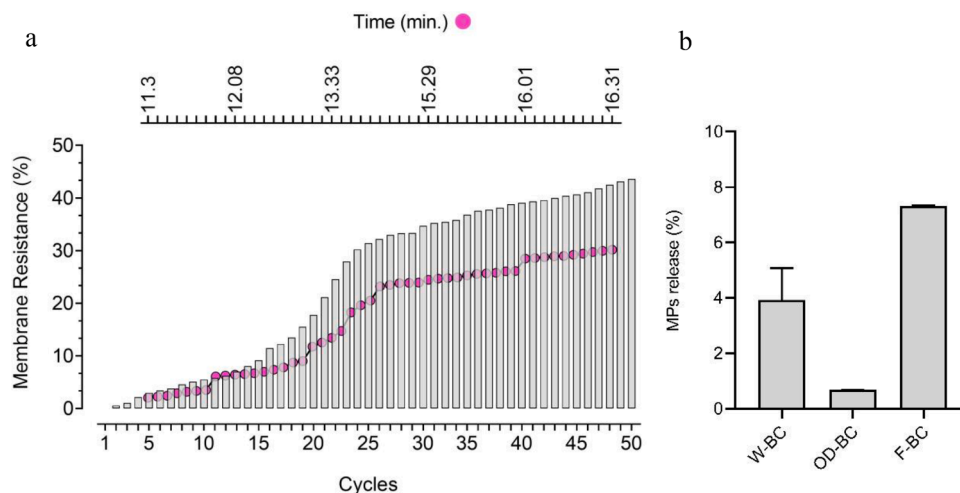 Time (min.)
a
b
11.3 12.08 13.33 15.29 16.01 16.31
Membrane Resistance (%)
50
40
30
20
10
0
1 5 10 15 20 25 30 35 40 45 50
Cycles
MPs release (%)
10
8
6
4
2
0
W-BC OD-BC F-BC